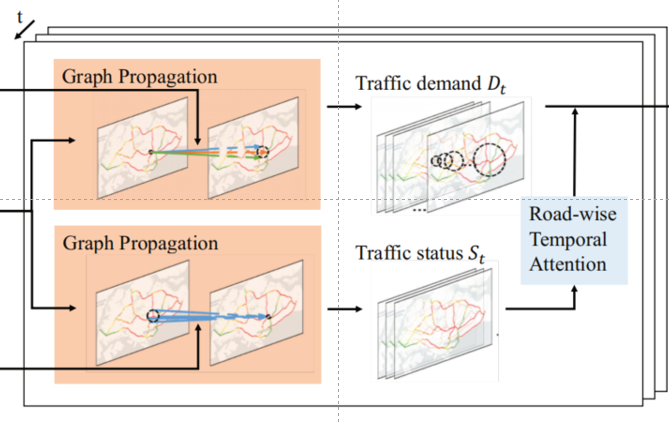 t
Graph Propagation
Traffic demand Dₜ
...
Graph Propagation
Traffic status Sₜ
Road-wise
Temporal
Attention